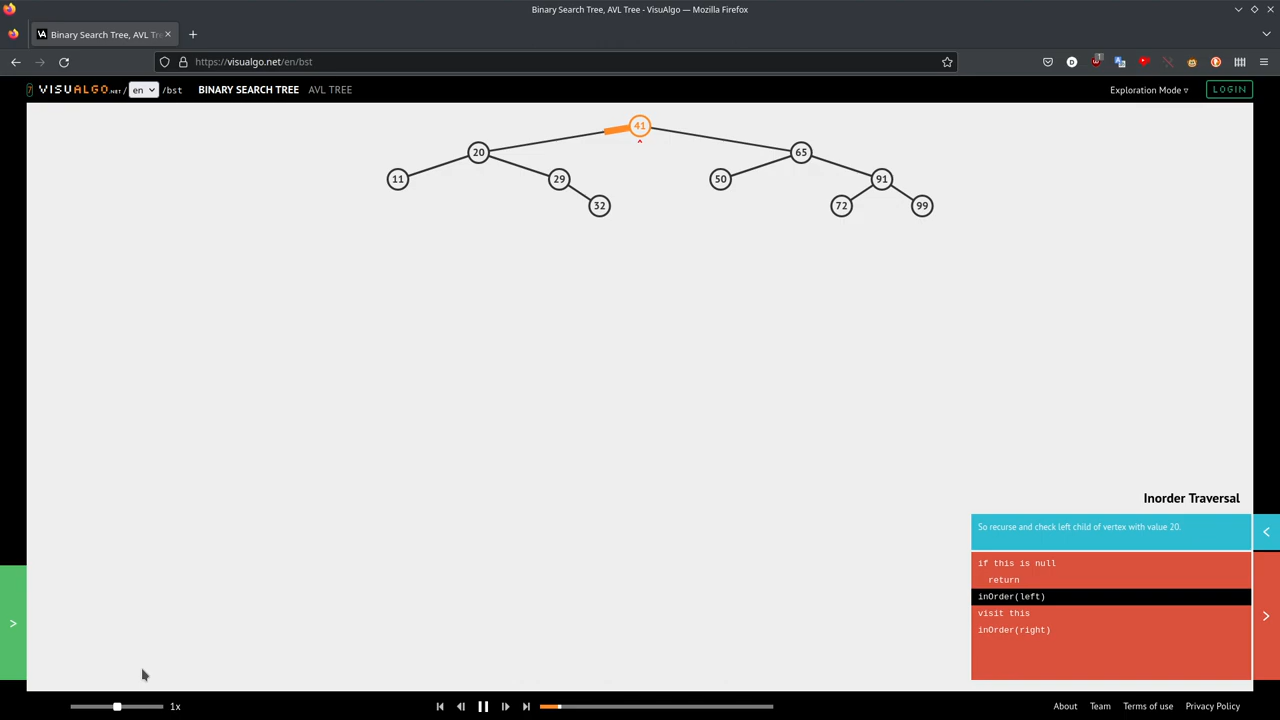 Binary Search Tree, AVL Tree - VisuAlgo — Mozilla Firefox
Binary Search Tree, AVL Tre
https://visualgo.net/en/bst
VISUALGO.NET / en /bst BINARY SEARCH TREE AVL TREE Exploration Mode ▿ LOGIN
41
20 65
11 29 50 91
32 72 99
Inorder Traversal
So recurse and check left child of vertex with value 20.
if this is null
return
inOrder(left)
visit this
inOrder(right)
1x About Team Terms of use Privacy Policy